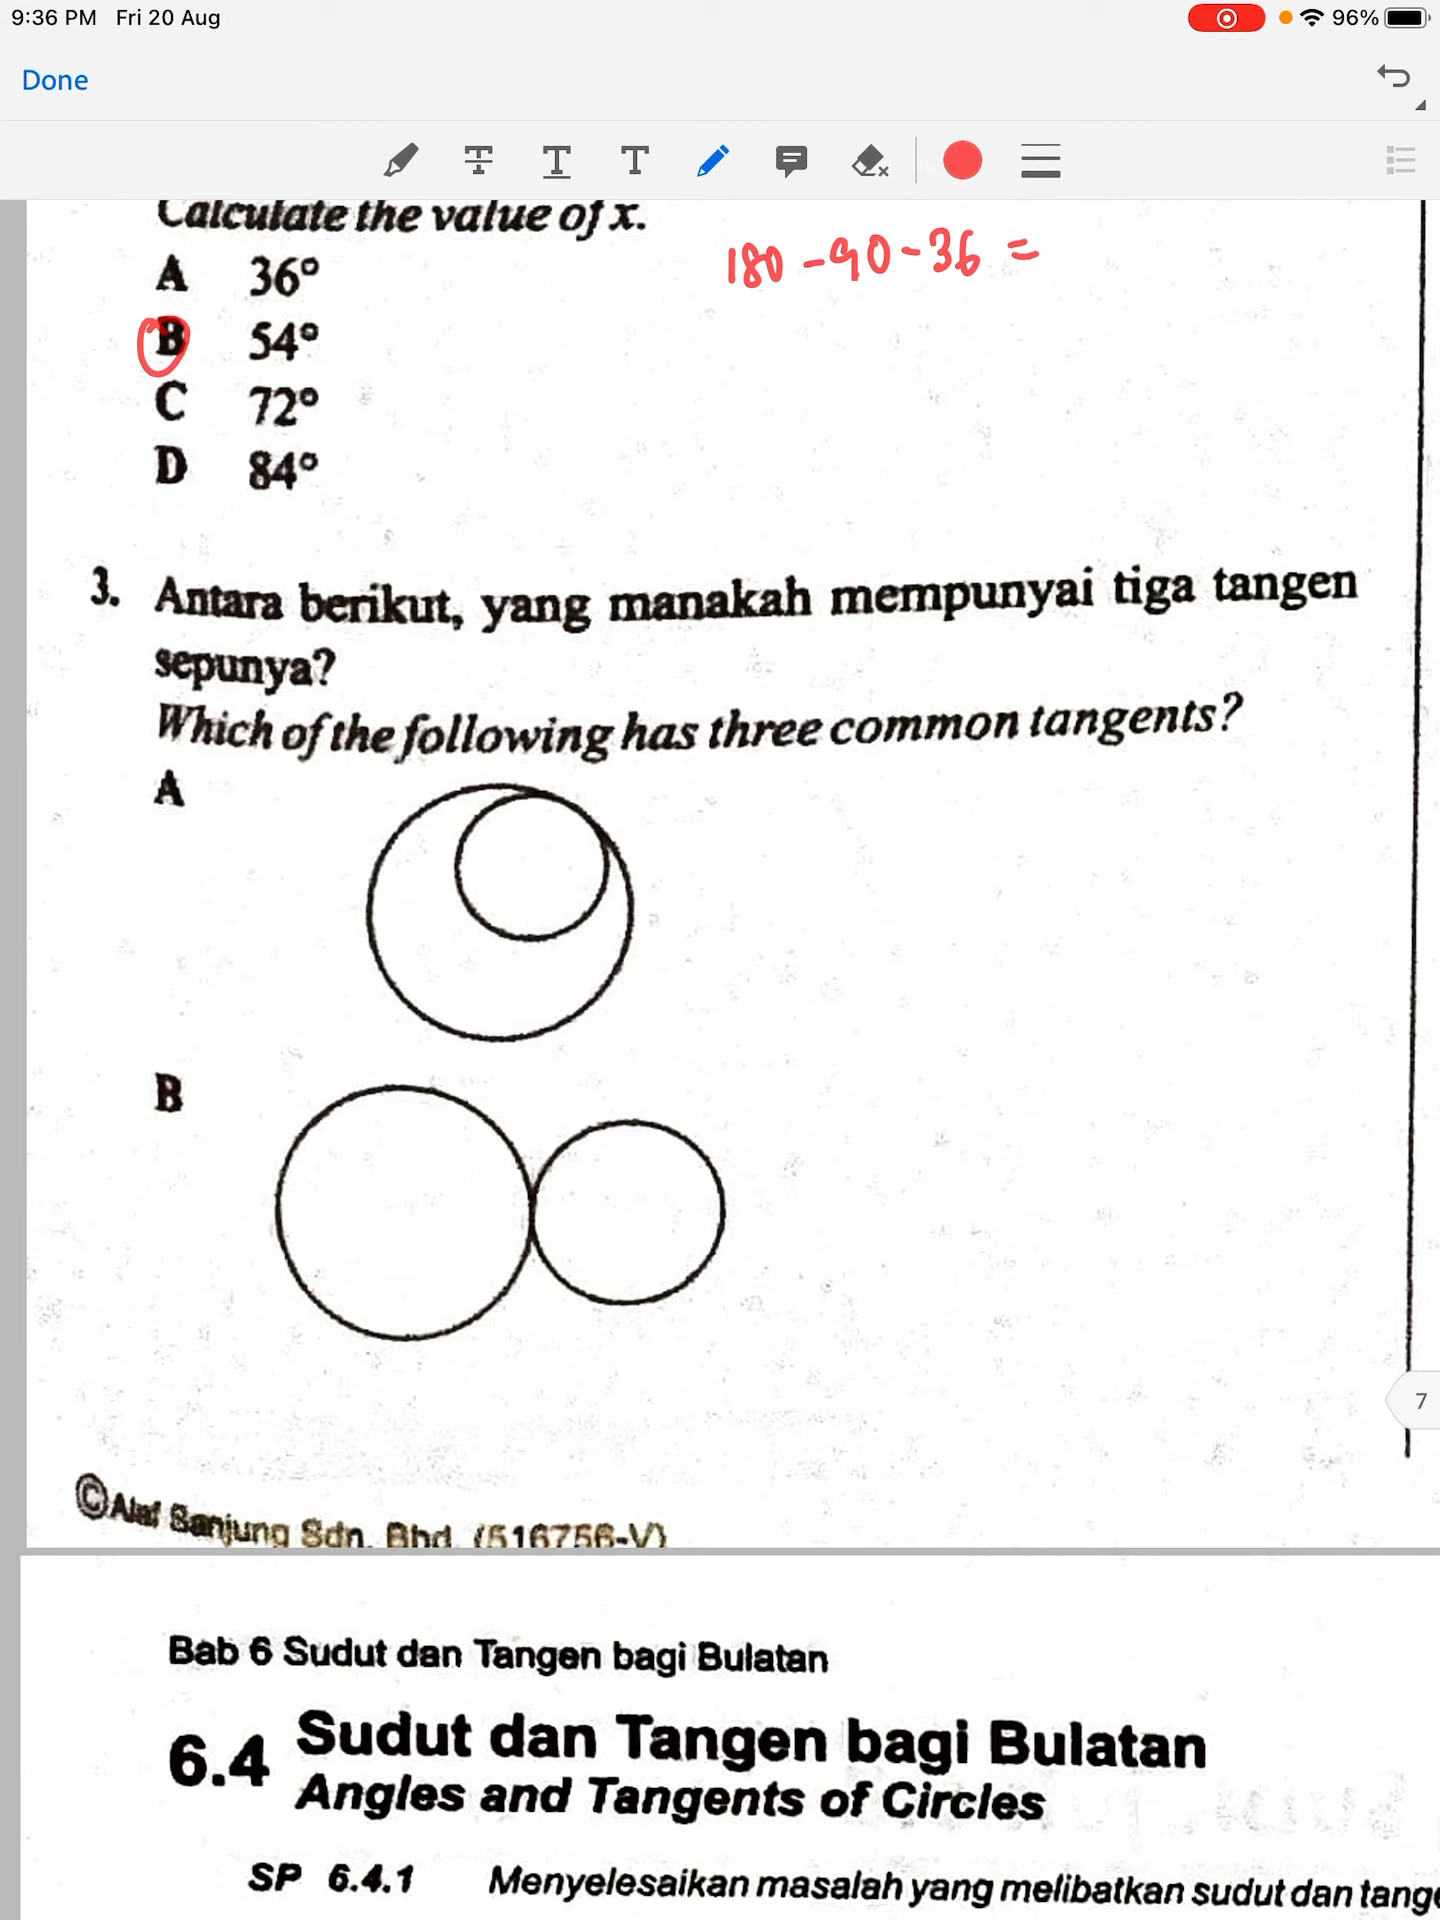 9:36 PM Fri 20 Aug
96%
Done
Calculate the value of x.
180 - 90 - 36 =
A 36°
B 54°
C 72°
D 84°
3. Antara berikut, yang manakah mempunyai tiga tangen
sepunya?
Which of the following has three common tangents?
A
B
7
©Alaf Sanjung Sdn. Bhd. (516756-V)
Bab 6 Sudut dan Tangen bagi Bulatan
6.4 Sudut dan Tangen bagi Bulatan
Angles and Tangents of Circles
SP 6.4.1 Menyelesaikan masalah yang melibatkan sudut dan tange